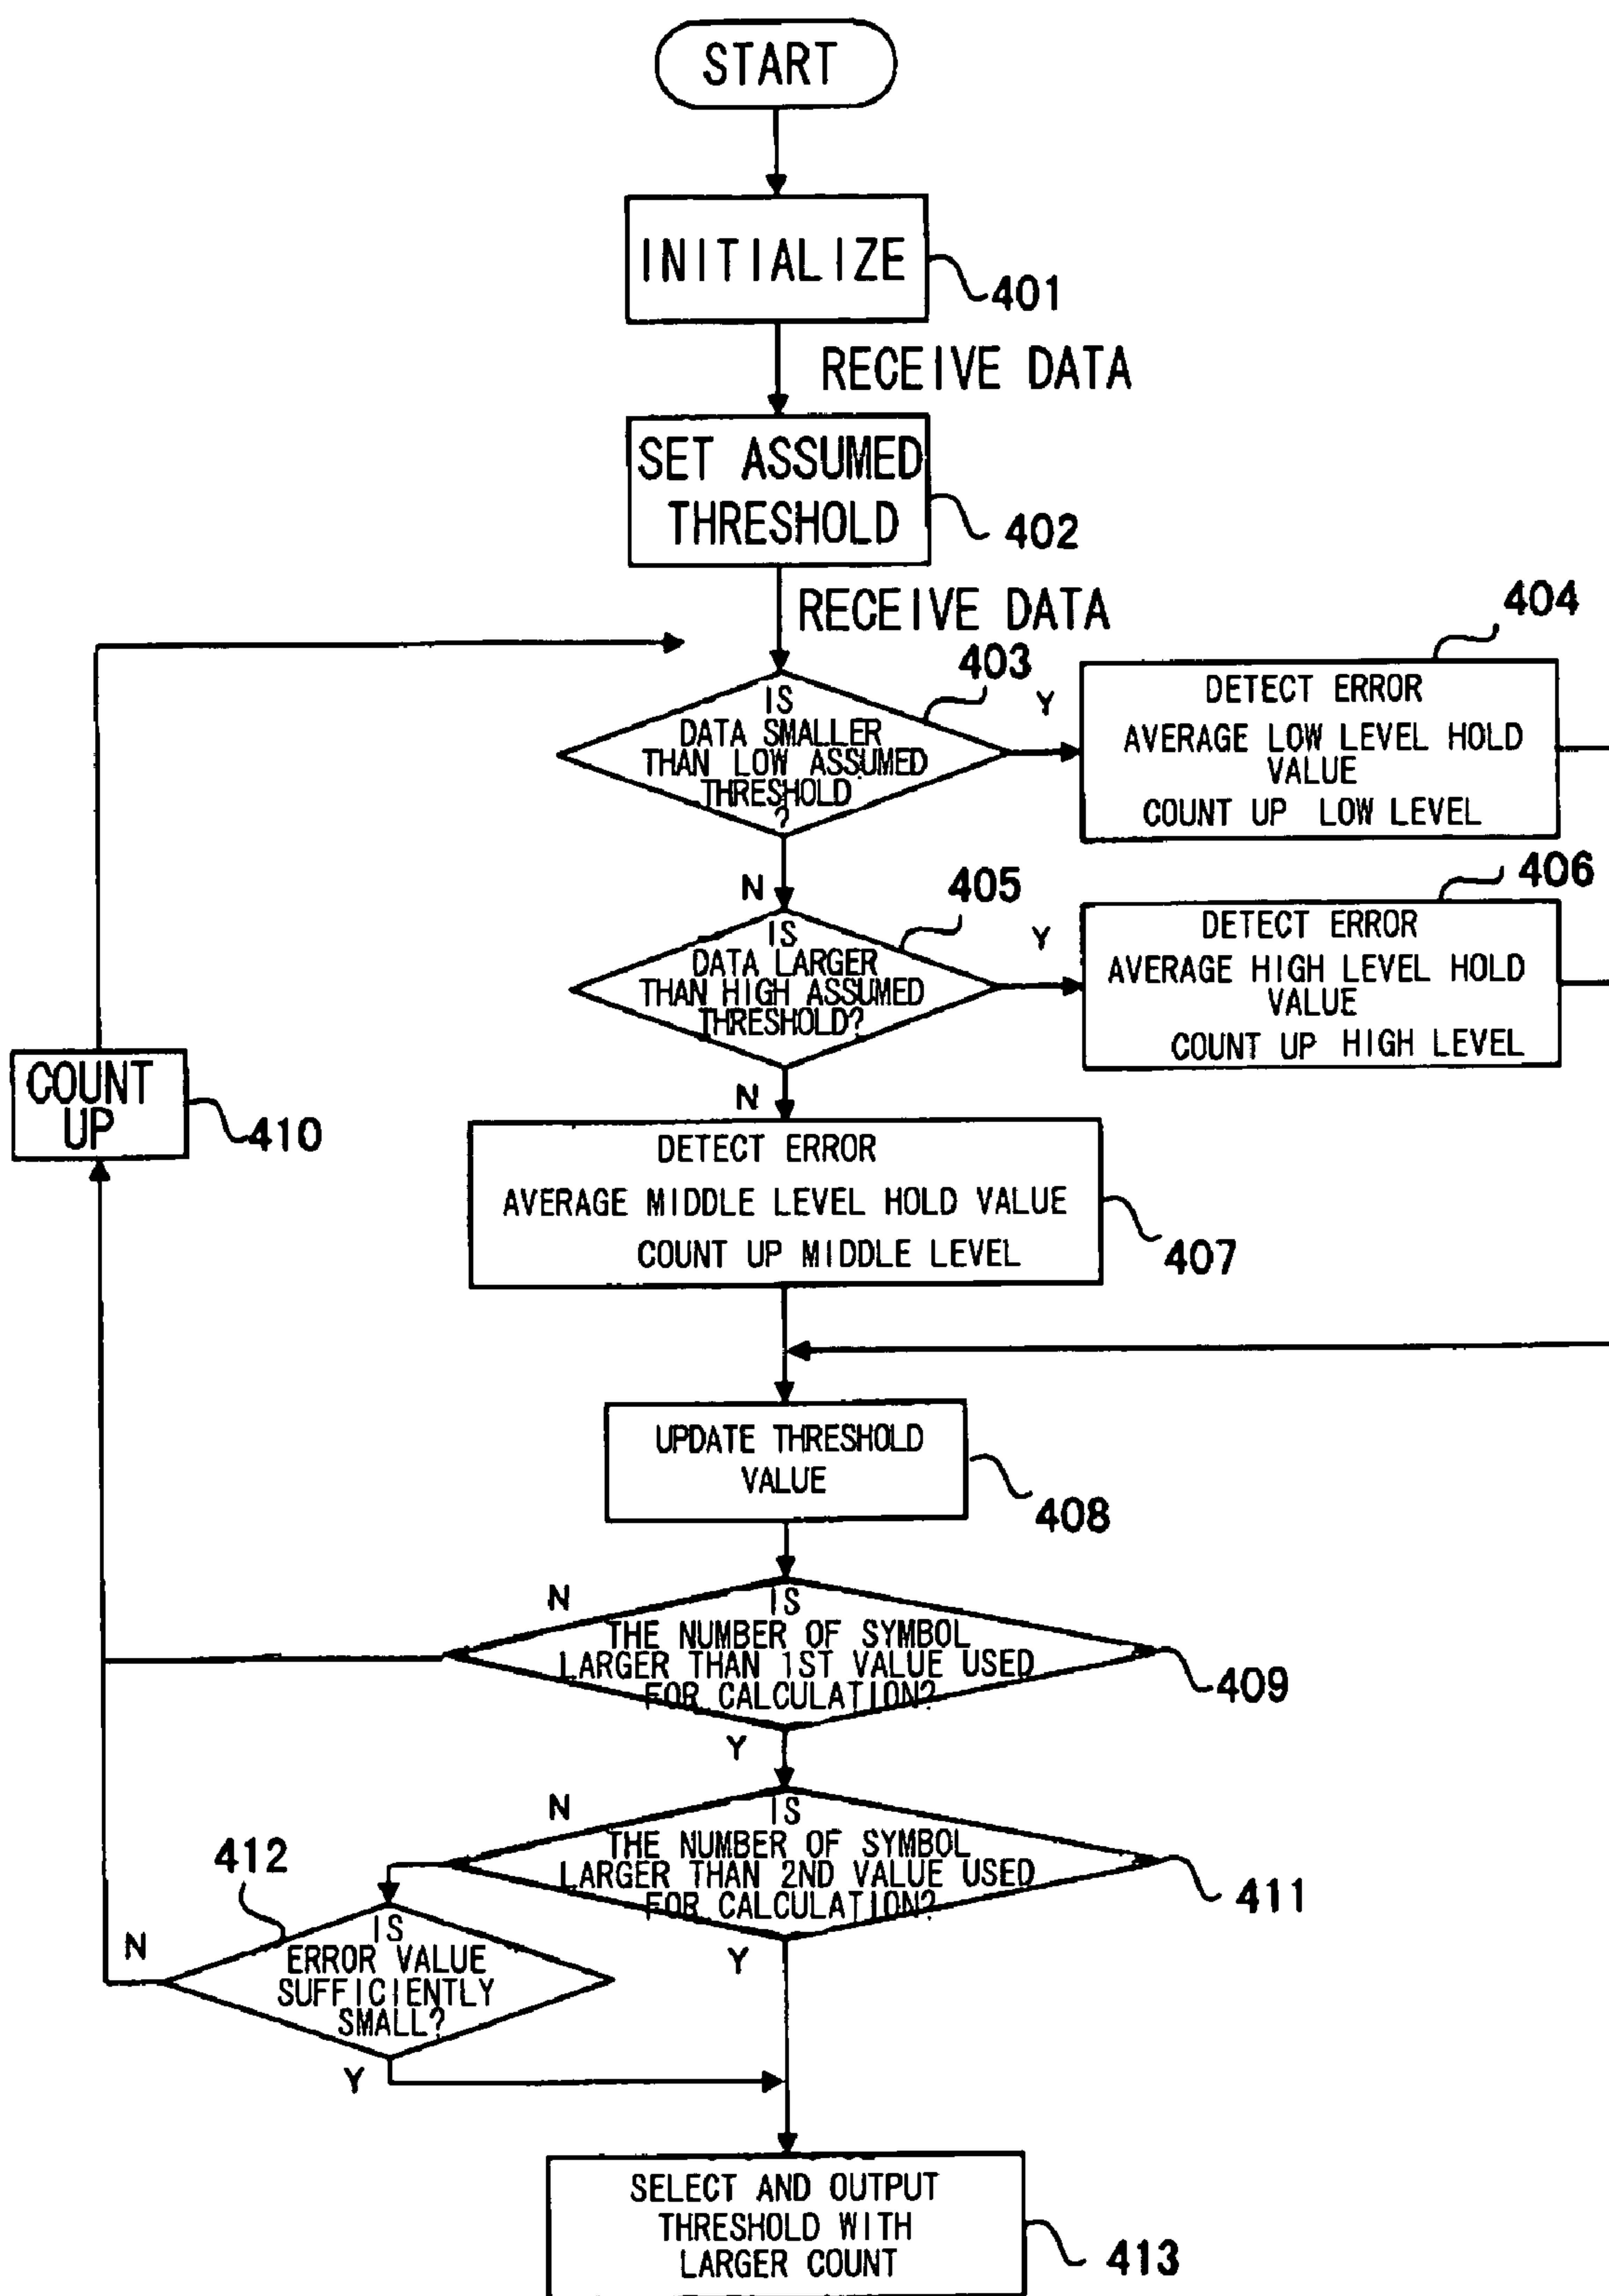 START
INITIALIZE
401
RECEIVE DATA
SET ASSUMED
THRESHOLD
402
RECEIVE DATA
403
IS
DATA SMALLER
THAN LOW ASSUMED
THRESHOLD
?
Y
404
DETECT ERROR
AVERAGE LOW LEVEL HOLD
VALUE
COUNT UP LOW LEVEL
N
405
IS
DATA LARGER
THAN HIGH ASSUMED
THRESHOLD?
Y
406
DETECT ERROR
AVERAGE HIGH LEVEL HOLD
VALUE
COUNT UP HIGH LEVEL
N
COUNT
UP
410
DETECT ERROR
AVERAGE MIDDLE LEVEL HOLD VALUE
COUNT UP MIDDLE LEVEL
407
UPDATE THRESHOLD
VALUE
408
N
IS
THE NUMBER OF SYMBOL
LARGER THAN 1ST VALUE USED
FOR CALCULATION?
409
Y
N
IS
THE NUMBER OF SYMBOL
LARGER THAN 2ND VALUE USED
FOR CALCULATION?
411
Y
412
N
IS
ERROR VALUE
SUFFICIENTLY
SMALL?
Y
SELECT AND OUTPUT
THRESHOLD WITH
LARGER COUNT
413